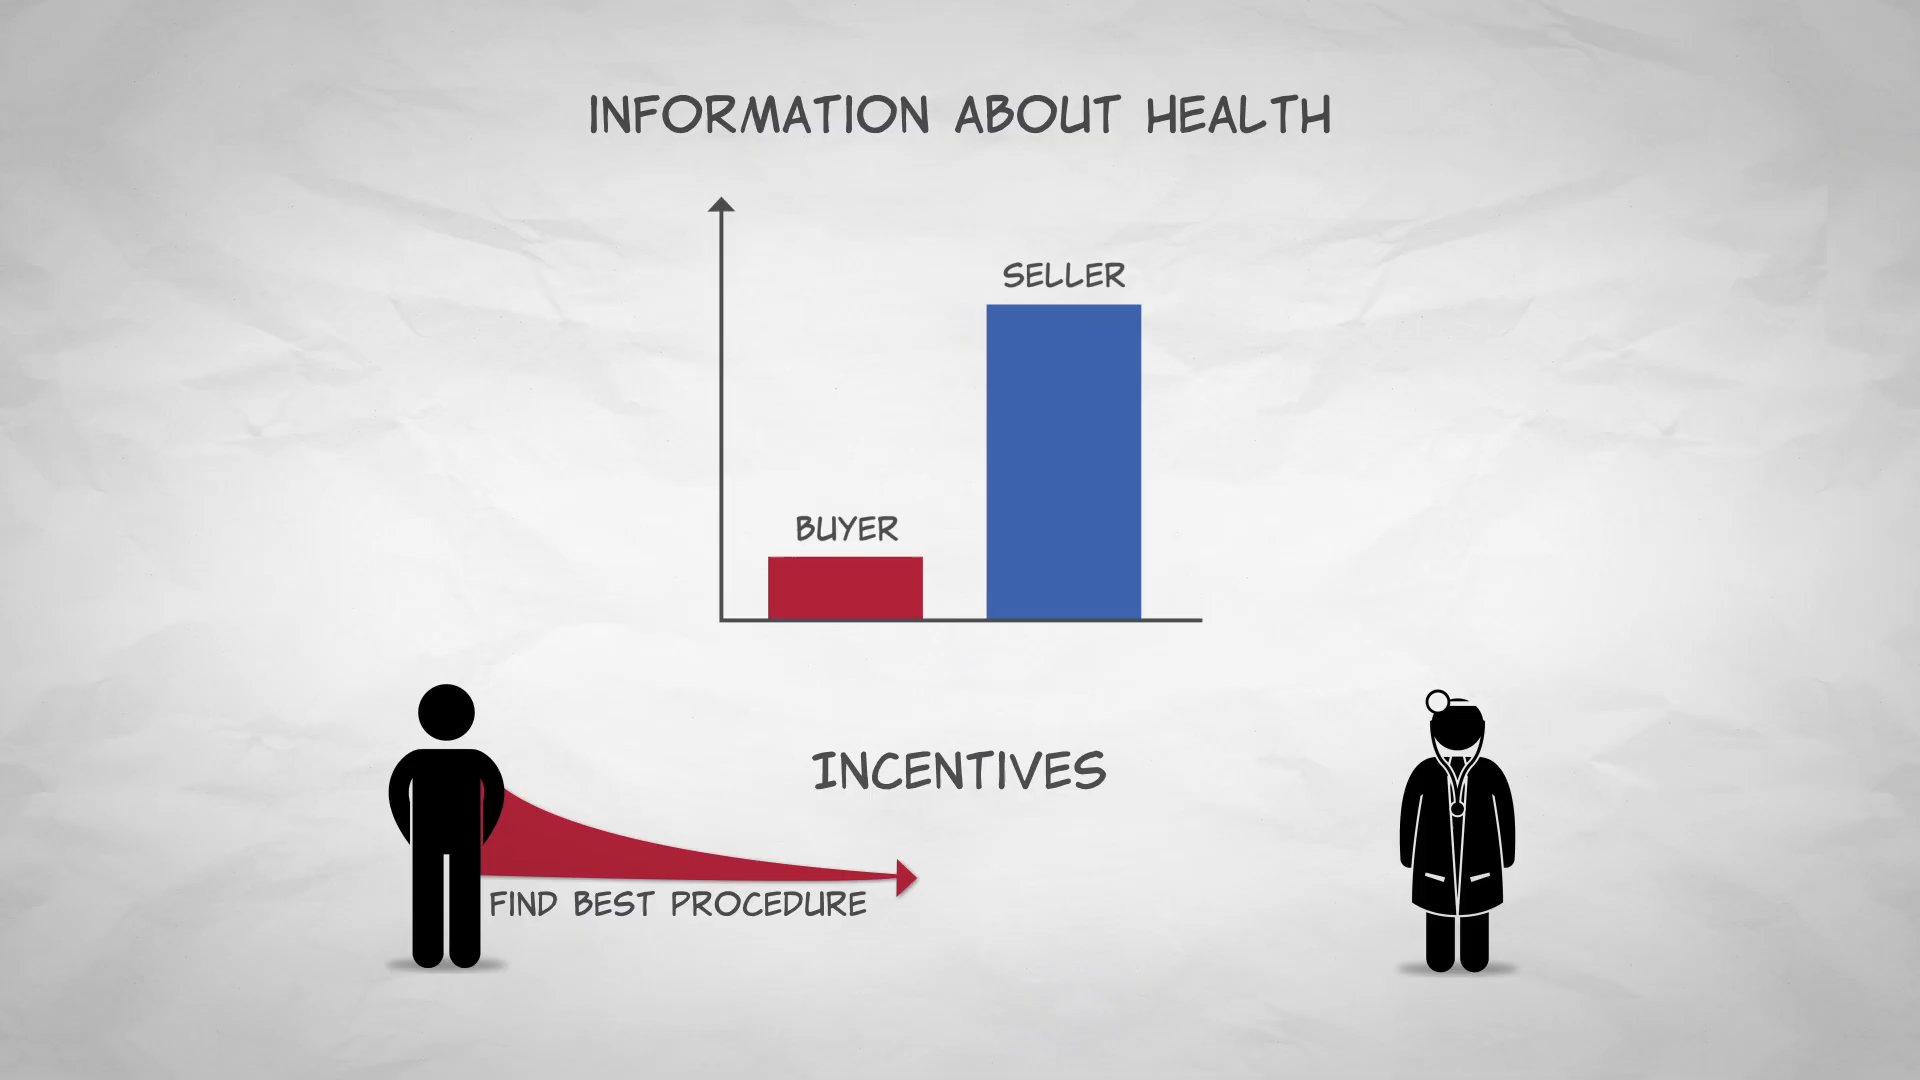 INFORMATION ABOUT HEALTH
SELLER
BUYER
INCENTIVES
FIND BEST PROCEDURE